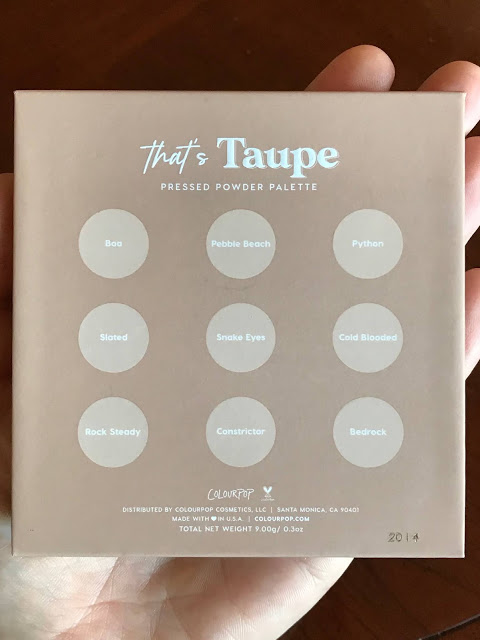 that's Taupe
PRESSED POWDER PALETTE
Boa Pebble Beach Python
Slated Snake Eyes Cold Blooded
Rock Steady Constrictor Bedrock
COLOURPOP
DISTRIBUTED BY COLOURPOP COSMETICS, LLC | SANTA MONICA, CA 90401
MADE WITH ♥ IN U.S.A. | COLOURPOP.COM
TOTAL NET WEIGHT 9.00g/ 0.3oz